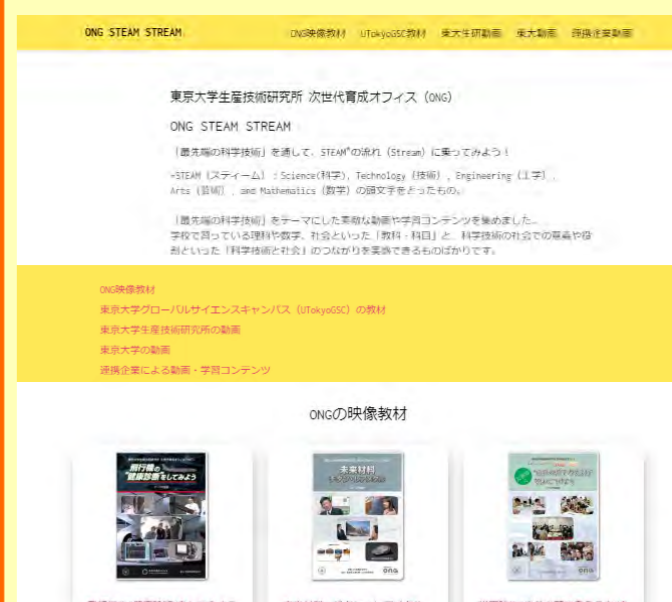 ONG STEAM STREAM ONG映像教材 UTokyoGSC教材 東大生研動画 東大動画 連携企業動画
東京大学生産技術研究所 次世代育成オフィス（ONG）
ONG STEAM STREAM
「最先端の科学技術」を通して、STEAM*の流れ（Stream）に乗ってみよう！
*STEAM（スティーム）：Science(科学), Technology（技術）, Engineering（工学）,
Arts（芸術）, and Mathematics（数学）の頭文字をとったもの。
「最先端の科学技術」をテーマにした素敵な動画や学習コンテンツを集めました。
学校で習っている理科や数学、社会といった「教科・科目」と、科学技術の社会での意義や役
割といった「科学技術と社会」のつながりを実感できるものばかりです。
ONG映像教材
東京大学グローバルサイエンスキャンパス（UTokyoGSC）の教材
東京大学生産技術研究所の動画
東京大学の動画
連携企業による動画・学習コンテンツ
ONGの映像教材
飛行機の
"健康診断"をしてみよう
未来材料